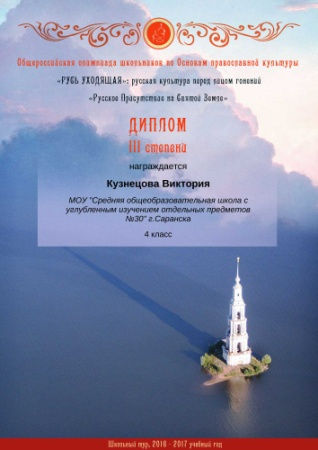 Общероссийская олимпиада школьников по Основам православной культуры
«РУСЬ УХОДЯЩАЯ»: русская культура перед лицом гонений
«Русское Присутствие на Святой Земле»
ДИПЛОМ
III степени
награждается
Кузнецова Виктория
МОУ "Средняя общеобразовательная школа с
углубленным изучением отдельных предметов
№30" г.Саранска
4 класс
Школьный тур, 2016 - 2017 учебный год